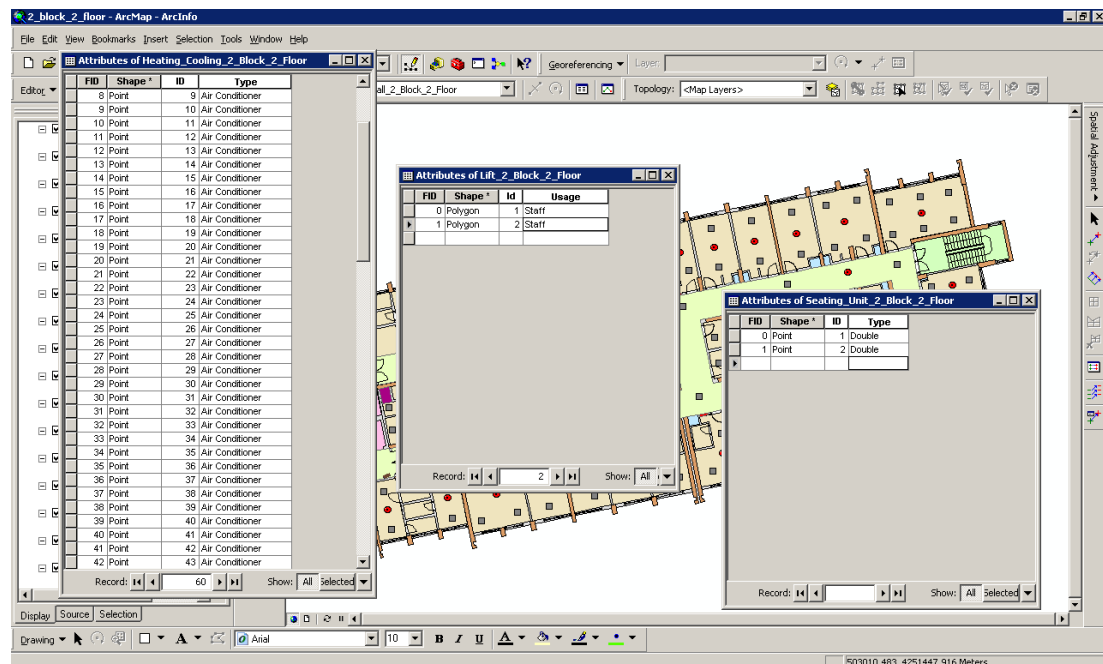 2_block_2_floor - ArcMap - ArcInfo
File Edit View Bookmarks Insert Selection Tools Window Help
Georeferencing Layer:
Editor all_2_Block_2_Floor Topology: <Map Layers>
Spatial Adjustment
Attributes of Heating_Cooling_2_Block_2_Floor
FID Shape * ID Type
8 Point 9 Air Conditioner
9 Point 10 Air Conditioner
10 Point 11 Air Conditioner
11 Point 12 Air Conditioner
12 Point 13 Air Conditioner
13 Point 14 Air Conditioner
14 Point 15 Air Conditioner
15 Point 16 Air Conditioner
16 Point 17 Air Conditioner
17 Point 18 Air Conditioner
18 Point 19 Air Conditioner
19 Point 20 Air Conditioner
20 Point 21 Air Conditioner
21 Point 22 Air Conditioner
22 Point 23 Air Conditioner
23 Point 24 Air Conditioner
24 Point 25 Air Conditioner
25 Point 26 Air Conditioner
26 Point 27 Air Conditioner
27 Point 28 Air Conditioner
28 Point 29 Air Conditioner
29 Point 30 Air Conditioner
30 Point 31 Air Conditioner
31 Point 32 Air Conditioner
32 Point 33 Air Conditioner
33 Point 34 Air Conditioner
34 Point 35 Air Conditioner
35 Point 36 Air Conditioner
36 Point 37 Air Conditioner
37 Point 38 Air Conditioner
38 Point 39 Air Conditioner
39 Point 40 Air Conditioner
40 Point 41 Air Conditioner
41 Point 42 Air Conditioner
42 Point 43 Air Conditioner
Record: 60 Show: All Selected
Attributes of Lift_2_Block_2_Floor
FID Shape * Id Usage
0 Polygon 1 Staff
1 Polygon 2 Staff
Record: 2 Show: All
Attributes of Seating_Unit_2_Block_2_Floor
FID Shape * ID Type
0 Point 1 Double
1 Point 2 Double
Record: Show: All Selected
Display Source Selection
Drawing A Arial 10 B I U A
503010,483 4251447,916 Meters